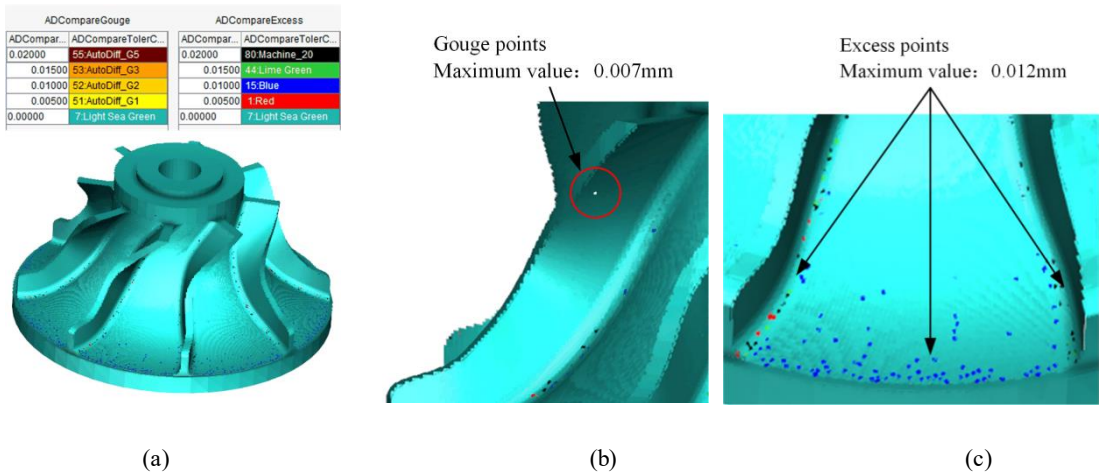 ADCompareGouge
ADCompareExcess
ADCompar... ADCompareTolerC...
ADCompar... ADCompareTolerC...
0.02000 55:AutoDiff_G5
0.02000 80:Machine_20
0.01500 53:AutoDiff_G3
0.01500 44:Lime Green
0.01000 52:AutoDiff_G2
0.01000 15:Blue
0.00500 51:AutoDiff_G1
0.00500 1:Red
0.00000 7:Light Sea Green
0.00000 7:Light Sea Green
Gouge points
Maximum value: 0.007mm
Excess points
Maximum value: 0.012mm
(a)
(b)
(c)